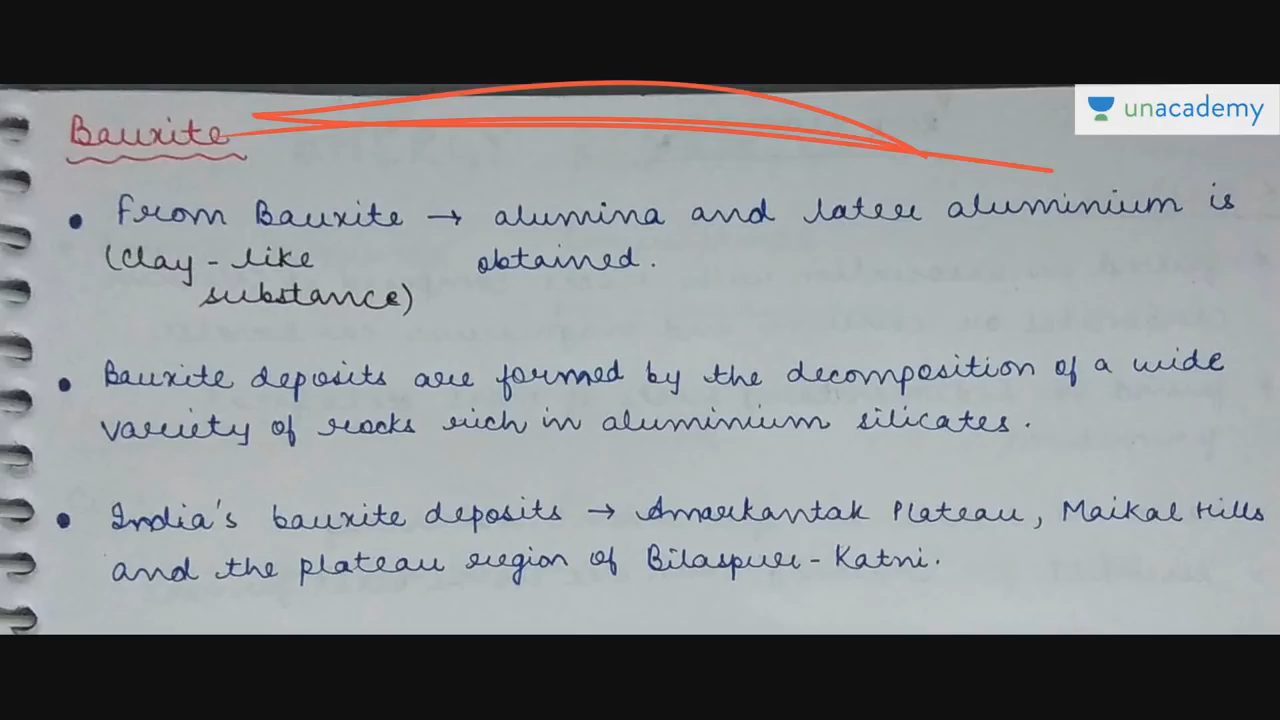 unacademy
Bauxite
• From Bauxite → alumina and later aluminium is
(clay-like obtained.
substance)
• Bauxite deposits are formed by the decomposition of a wide
variety of rocks rich in aluminium silicates.
• India's bauxite deposits → Amarkantak Plateau, Maikal Hills
and the plateau region of Bilaspur-Katni.